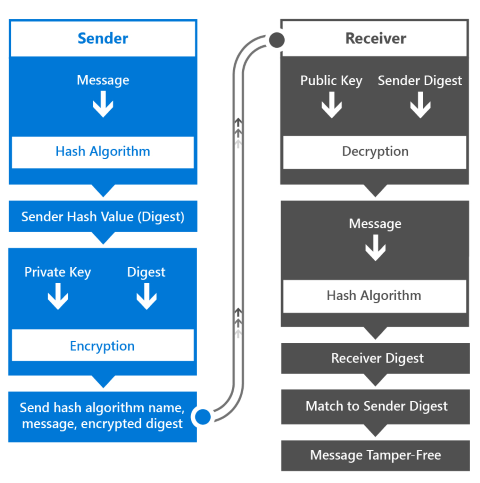 Sender
Message
Hash Algorithm
Sender Hash Value (Digest)
Private Key Digest
Encryption
Send hash algorithm name,
message, encrypted digest
Receiver
Public Key Sender Digest
Decryption
Message
Hash Algorithm
Receiver Digest
Match to Sender Digest
Message Tamper-Free